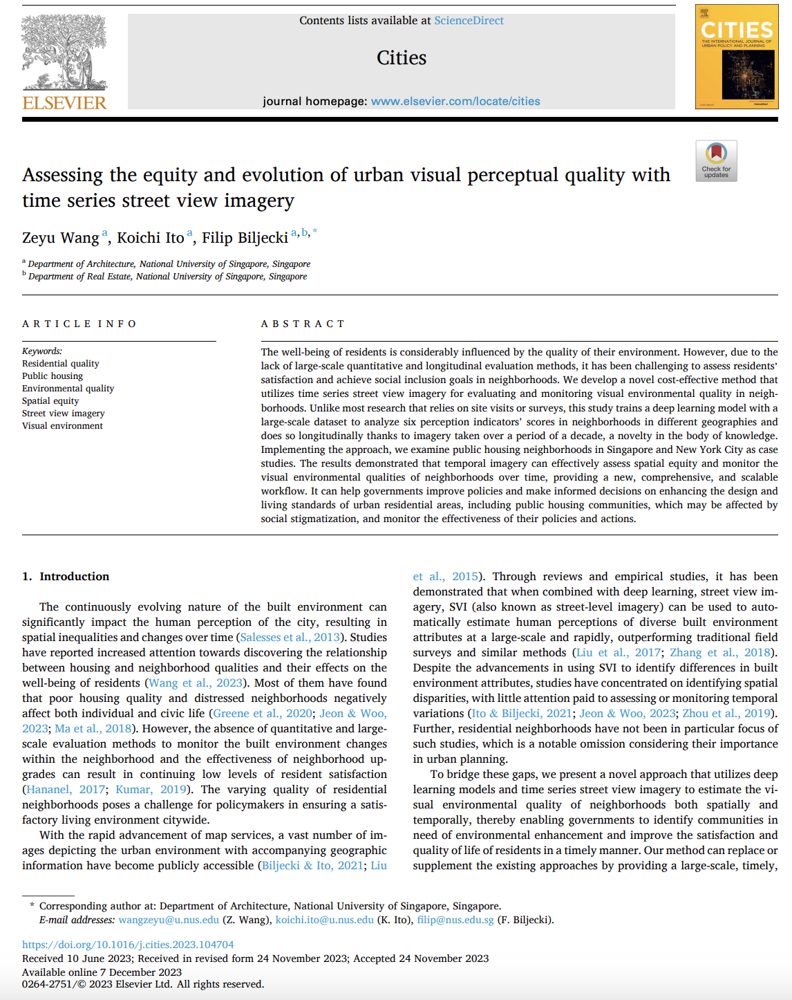 Contents lists available at ScienceDirect
Cities
journal homepage: www.elsevier.com/locate/cities
ELSEVIER
CITIES
THE INTERNATIONAL JOURNAL OF
URBAN POLICY AND PLANNING
Check for
updates
Assessing the equity and evolution of urban visual perceptual quality with
time series street view imagery
Zeyu Wang a, Koichi Ito a, Filip Biljecki a,b,*
a Department of Architecture, National University of Singapore, Singapore
b Department of Real Estate, National University of Singapore, Singapore
ARTICLE INFO
Keywords:
Residential quality
Public housing
Environmental quality
Spatial equity
Street view imagery
Visual environment
ABSTRACT
The well-being of residents is considerably influenced by the quality of their environment. However, due to the
lack of large-scale quantitative and longitudinal evaluation methods, it has been challenging to assess residents'
satisfaction and achieve social inclusion goals in neighborhoods. We develop a novel cost-effective method that
utilizes time series street view imagery for evaluating and monitoring visual environmental quality in neigh-
borhoods. Unlike most research that relies on site visits or surveys, this study trains a deep learning model with a
large-scale dataset to analyze six perception indicators' scores in neighborhoods in different geographies and
does so longitudinally thanks to imagery taken over a period of a decade, a novelty in the body of knowledge.
Implementing the approach, we examine public housing neighborhoods in Singapore and New York City as case
studies. The results demonstrated that temporal imagery can effectively assess spatial equity and monitor the
visual environmental qualities of neighborhoods over time, providing a new, comprehensive, and scalable
workflow. It can help governments improve policies and make informed decisions on enhancing the design and
living standards of urban residential areas, including public housing communities, which may be affected by
social stigmatization, and monitor the effectiveness of their policies and actions.
1. Introduction
The continuously evolving nature of the built environment can
significantly impact the human perception of the city, resulting in
spatial inequalities and changes over time (Salesses et al., 2013). Studies
have reported increased attention towards discovering the relationship
between housing and neighborhood qualities and their effects on the
well-being of residents (Wang et al., 2023). Most of them have found
that poor housing quality and distressed neighborhoods negatively
affect both individual and civic life (Greene et al., 2020; Jeon & Woo,
2023; Ma et al., 2018). However, the absence of quantitative and large-
scale evaluation methods to monitor the built environment changes
within the neighborhood and the effectiveness of neighborhood up-
grades can result in continuing low levels of resident satisfaction
(Hananel, 2017; Kumar, 2019). The varying quality of residential
neighborhoods poses a challenge for policymakers in ensuring a satis-
factory living environment citywide.
With the rapid advancement of map services, a vast number of im-
ages depicting the urban environment with accompanying geographic
information have become publicly accessible (Biljecki & Ito, 2021; Liu
et al., 2015). Through reviews and empirical studies, it has been
demonstrated that when combined with deep learning, street view im-
agery, SVI (also known as street-level imagery) can be used to auto-
matically estimate human perceptions of diverse built environment
attributes at a large-scale and rapidly, outperforming traditional field
surveys and similar methods (Liu et al., 2017; Zhang et al., 2018).
Despite the advancements in using SVI to identify differences in built
environment attributes, studies have concentrated on identifying spatial
disparities, with little attention paid to assessing or monitoring temporal
variations (Ito & Biljecki, 2021; Jeon & Woo, 2023; Zhou et al., 2019).
Further, residential neighborhoods have not been in particular focus of
such studies, which is a notable omission considering their importance
in urban planning.
To bridge these gaps, we present a novel approach that utilizes deep
learning models and time series street view imagery to estimate the vi-
sual environmental quality of neighborhoods both spatially and
temporally, thereby enabling governments to identify communities in
need of environmental enhancement and improve the satisfaction and
quality of life of residents in a timely manner. Our method can replace or
supplement the existing approaches by providing a large-scale, timely,
* Corresponding author at: Department of Architecture, National University of Singapore, Singapore.
E-mail addresses: wangzeyu@u.nus.edu (Z. Wang), koichi.ito@u.nus.edu (K. Ito), filip@nus.edu.sg (F. Biljecki).
https://doi.org/10.1016/j.cities.2023.104704
Received 10 June 2023; Received in revised form 24 November 2023; Accepted 24 November 2023
Available online 7 December 2023
0264-2751/© 2023 Elsevier Ltd. All rights reserved.